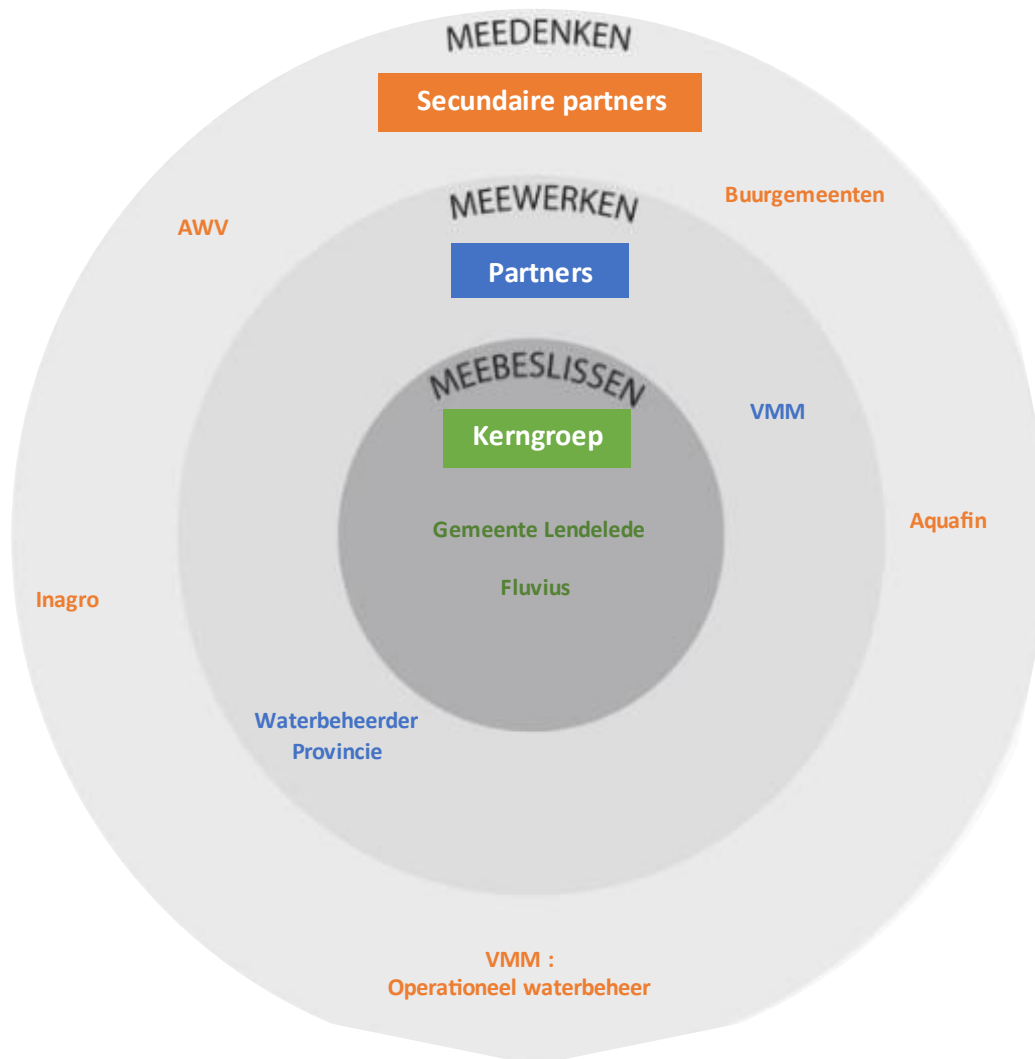 MEEDENKEN
Secundaire partners
Buurgemeenten
MEEWERKEN
AWV
Partners
MEEBESLISSEN
VMM
Kerngroep
Aquafin
Gemeente Lendelede
Fluvius
Inagro
Waterbeheerder
Provincie
VMM :
Operationeel waterbeheer